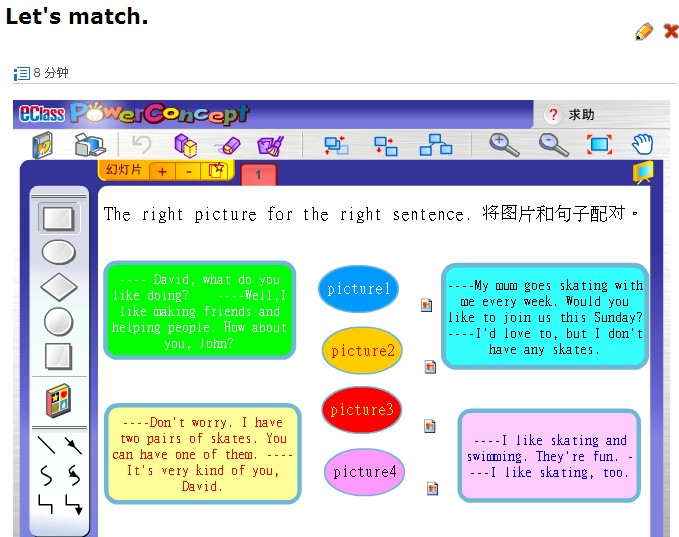 Let's match.
8 分钟
eClass PowerConcept
? 求助
幻灯片 + -
1
The right picture for the right sentence. 将图片和句子配对。
---- David, what do you
like doing? ----Well,I
like making friends and
helping people. How about
you, John?
picture1
----My mum goes skating with
me every week. Would you
like to join us this Sunday?
----I'd love to, but I don't
have any skates.
picture2
picture3
----Don't worry. I have
two pairs of skates. You
can have one of them. ----
It's very kind of you,
David.
picture4
----I like skating and
swimming. They're fun. -
---I like skating, too.